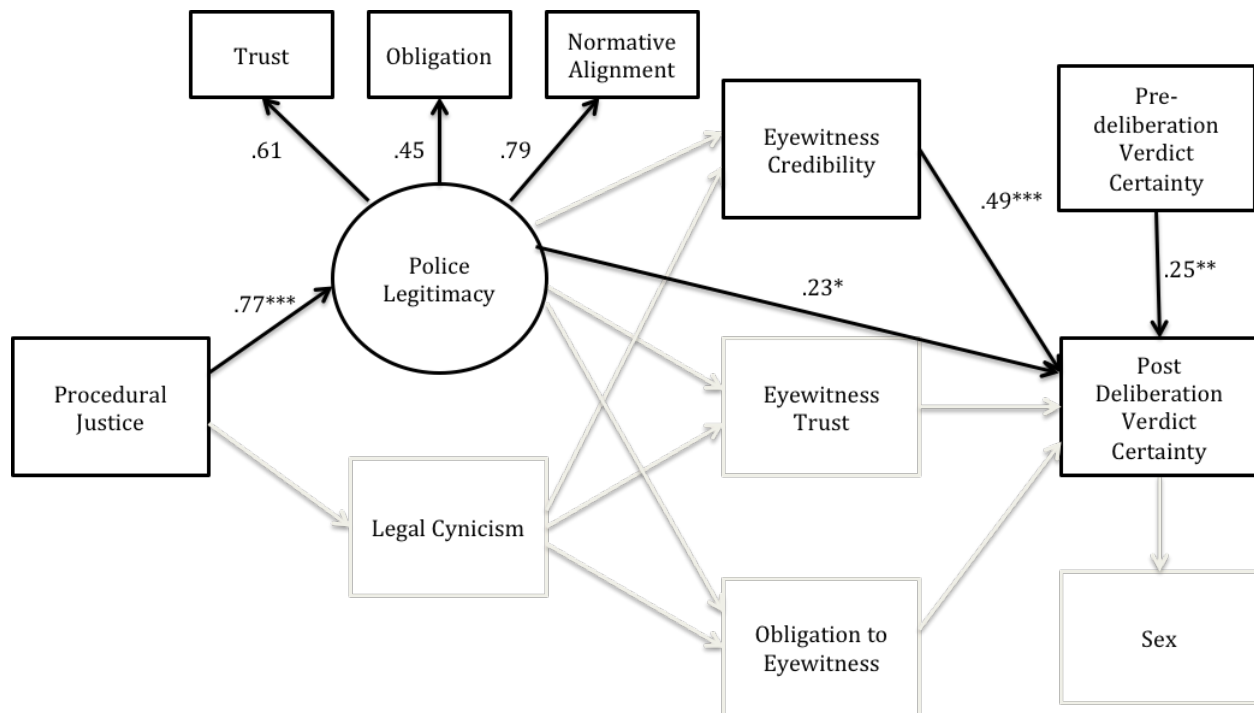 Trust
Obligation
Normative
Alignment
.61
.45
.79
Eyewitness
Credibility
Pre-
deliberation
Verdict
Certainty
.49***
.25**
Police
Legitimacy
.23*
.77***
Procedural
Justice
Eyewitness
Trust
Post
Deliberation
Verdict
Certainty
Legal Cynicism
Obligation to
Eyewitness
Sex